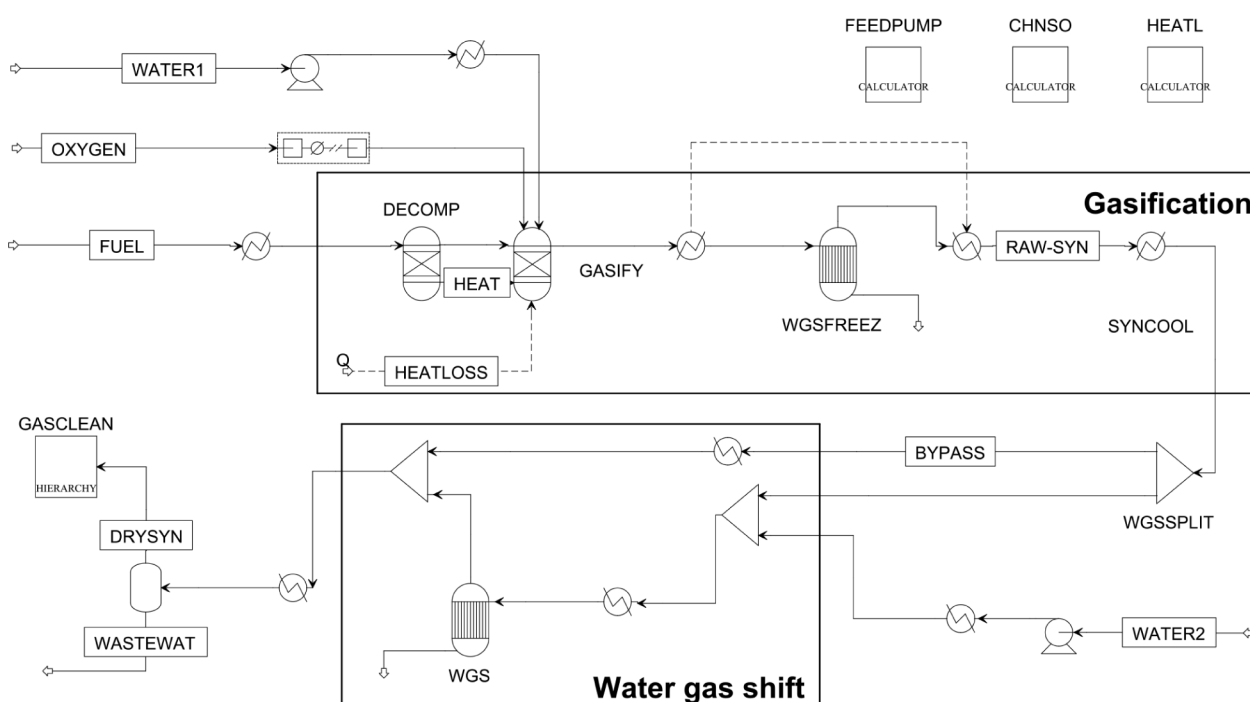 FEEDPUMP
CHNSO
HEATL
WATER1
CALCULATOR
CALCULATOR
CALCULATOR
OXYGEN
Gasification
DECOMP
FUEL
RAW-SYN
GASIFY
HEAT
WGSFREEZ
SYNCOOL
Q
HEATLOSS
GASCLEAN
BYPASS
HIERARCHY
WGSSPLIT
DRYSYN
WASTEWAT
WATER2
WGS
Water gas shift